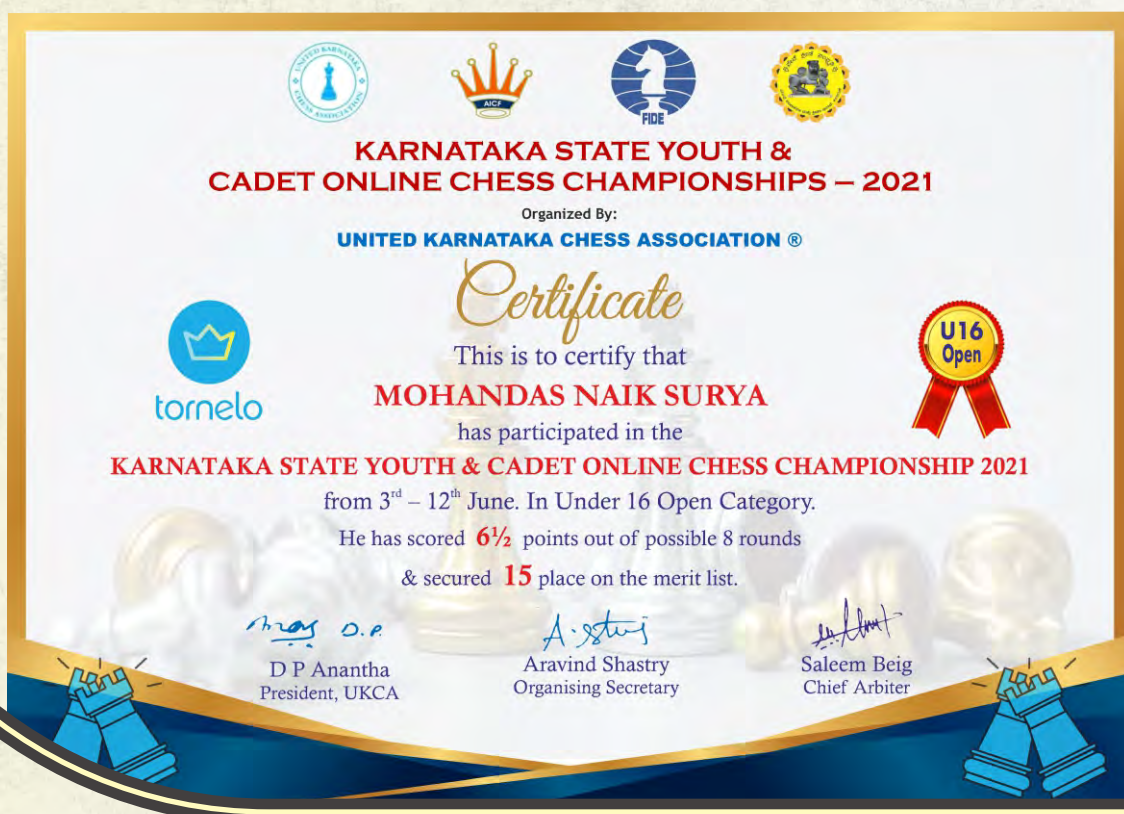 UNITED KARNATAKA
CHESS ASSOCIATION
AICF
FIDE
KARNATAKA STATE YOUTH &
CADET ONLINE CHESS CHAMPIONSHIPS – 2021
Organized By:
UNITED KARNATAKA CHESS ASSOCIATION ®
Certificate
This is to certify that
tornelo
U16
Open
MOHANDAS NAIK SURYA
has participated in the
KARNATAKA STATE YOUTH & CADET ONLINE CHESS CHAMPIONSHIP 2021
from 3rd – 12th June. In Under 16 Open Category.
He has scored 6½ points out of possible 8 rounds
& secured 15 place on the merit list.
D P Anantha
President, UKCA
Aravind Shastry
Organising Secretary
Saleem Beig
Chief Arbiter